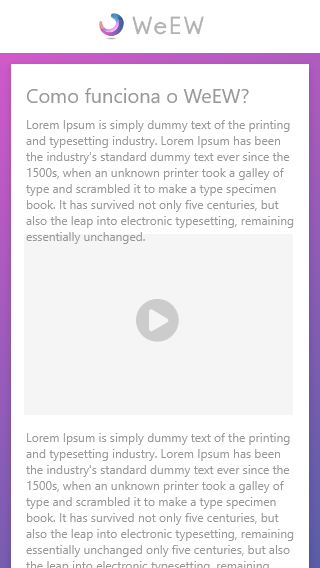 WeEW
Como funciona o WeEW?
Lorem Ipsum is simply dummy text of the printing
and typesetting industry. Lorem Ipsum has been
the industry's standard dummy text ever since the
1500s, when an unknown printer took a galley of
type and scrambled it to make a type specimen
book. It has survived not only five centuries, but
also the leap into electronic typesetting, remaining
essentially unchanged.
Lorem Ipsum is simply dummy text of the printing
and typesetting industry. Lorem Ipsum has been
the industry's standard dummy text ever since the
1500s, when an unknown printer took a galley of
type and scrambled it to make a type specimen
book. It has survived not only five centuries, but
also the leap into electronic typesetting, remaining
essentially unchanged only five centuries, but also
the leap into electronic typesetting, remaining